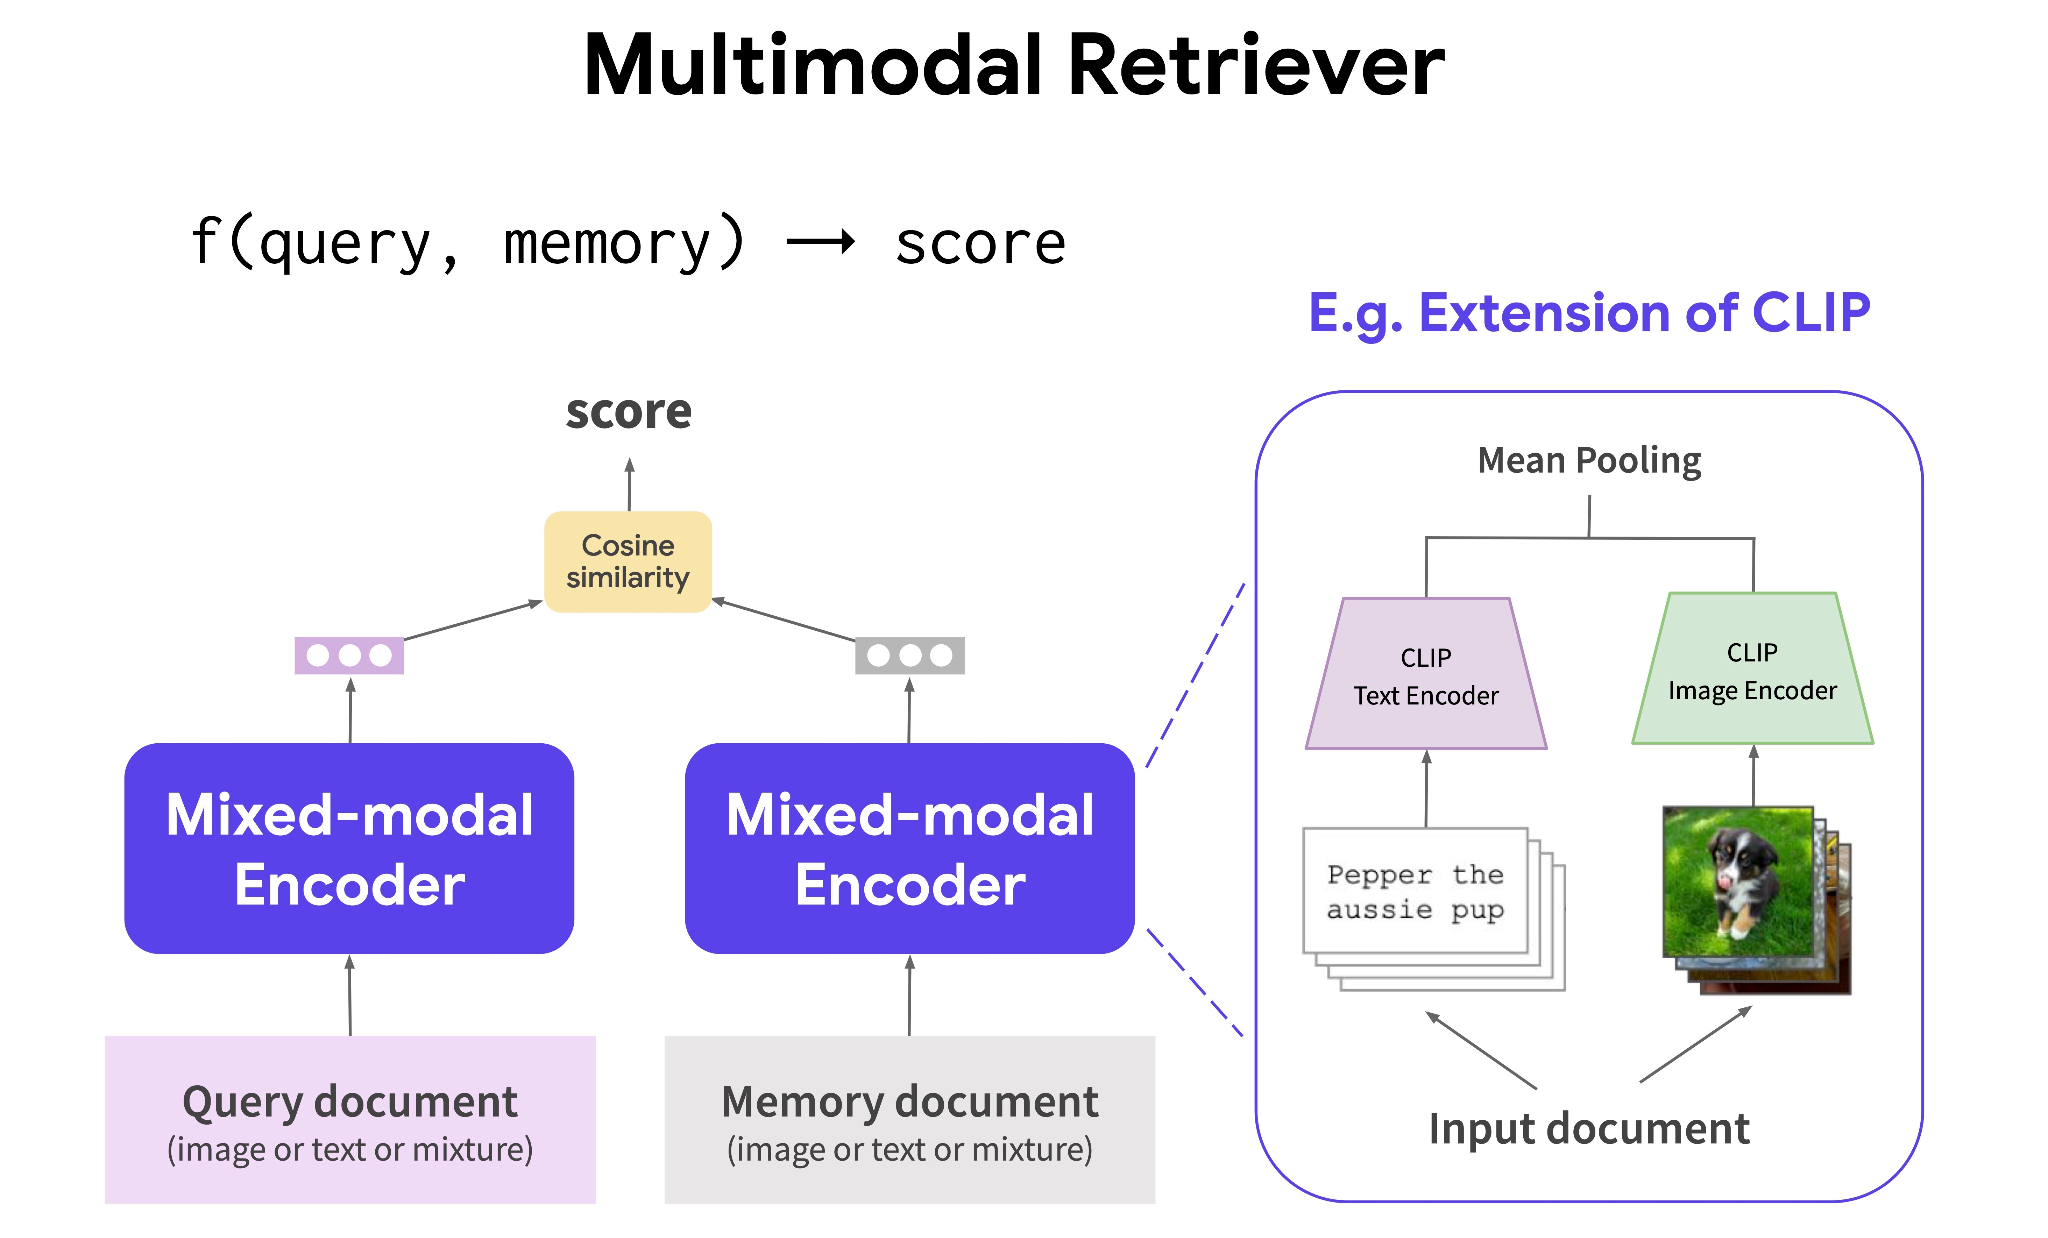 Multimodal Retriever
f(query, memory) ⟶ score
E.g. Extension of CLIP
score
Cosine
similarity
Mixed-modal
Encoder
Mixed-modal
Encoder
Query document
(image or text or mixture)
Memory document
(image or text or mixture)
Mean Pooling
CLIP
Text Encoder
CLIP
Image Encoder
Pepper the
aussie pup
Input document